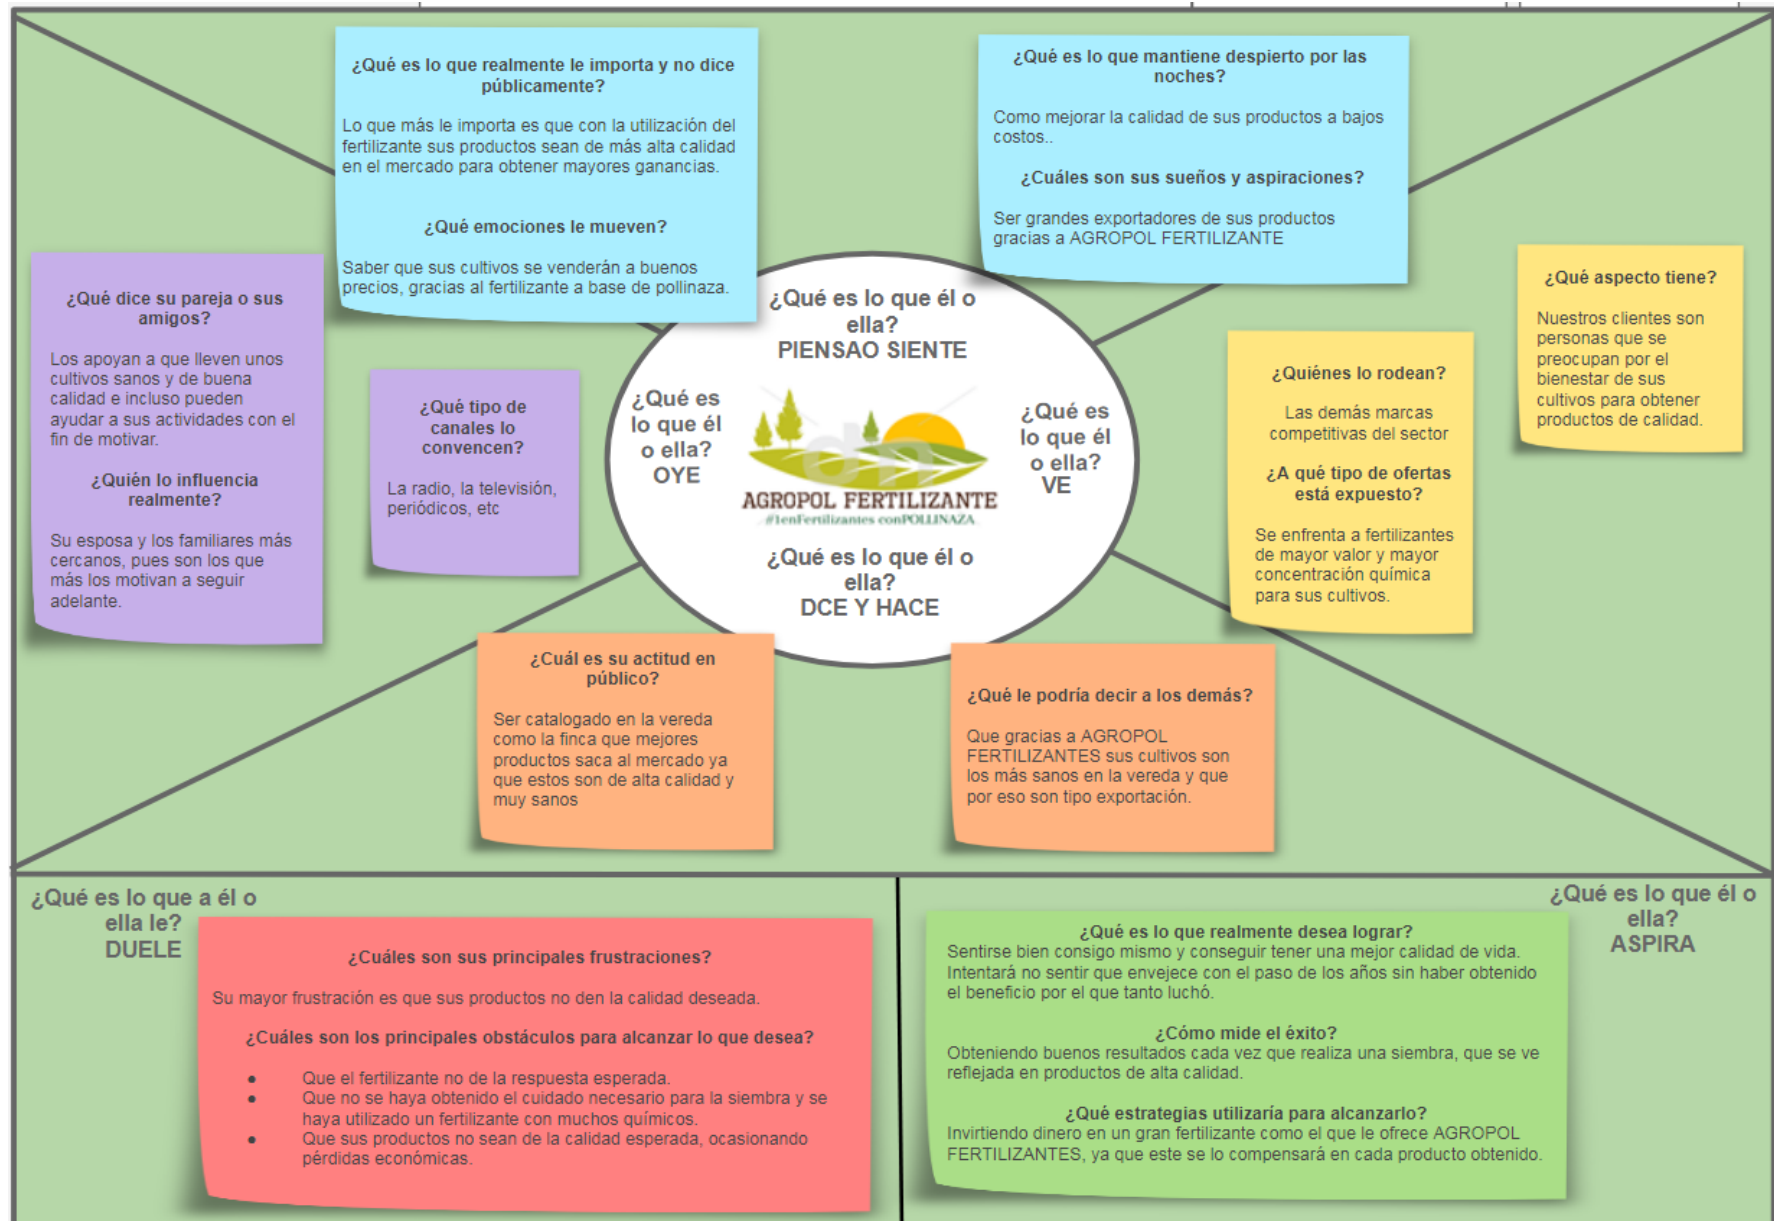 ¿Qué es lo que realmente le importa y no dice
públicamente?
Lo que más le importa es que con la utilización del
fertilizante sus productos sean de más alta calidad
en el mercado para obtener mayores ganancias.
¿Qué emociones le mueven?
Saber que sus cultivos se venderán a buenos
precios, gracias al fertilizante a base de pollinaza.
¿Qué es lo que mantiene despierto por las
noches?
Como mejorar la calidad de sus productos a bajos
costos..
¿Cuáles son sus sueños y aspiraciones?
Ser grandes exportadores de sus productos
gracias a AGROPOL FERTILIZANTE
¿Qué dice su pareja o sus
amigos?
Los apoyan a que lleven unos
cultivos sanos y de buena
calidad e incluso pueden
ayudar a sus actividades con el
fin de motivar.
¿Quién lo influencia
realmente?
Su esposa y los familiares más
cercanos, pues son los que
más los motivan a seguir
adelante.
¿Qué tipo de
canales lo
convencen?
La radio, la televisión,
periódicos, etc
¿Qué es lo que él o
ella?
PIENSAO SIENTE
¿Qué es
lo que él
o ella?
OYE
dn
AGROPOL FERTILIZANTE
#1enFertilizantes conPOLLINAZA
¿Qué es
lo que él
o ella?
VE
¿Qué es lo que él o
ella?
DCE Y HACE
¿Quiénes lo rodean?
Las demás marcas
competitivas del sector
¿A qué tipo de ofertas
está expuesto?
Se enfrenta a fertilizantes
de mayor valor y mayor
concentración química
para sus cultivos.
¿Qué aspecto tiene?
Nuestros clientes son
personas que se
preocupan por el
bienestar de sus
cultivos para obtener
productos de calidad.
¿Cuál es su actitud en
público?
Ser catalogado en la vereda
como la finca que mejores
productos saca al mercado ya
que estos son de alta calidad y
muy sanos
¿Qué le podría decir a los demás?
Que gracias a AGROPOL
FERTILIZANTES sus cultivos son
los más sanos en la vereda y que
por eso son tipo exportación.
¿Qué es lo que a él o
ella le?
DUELE
¿Cuáles son sus principales frustraciones?
Su mayor frustración es que sus productos no den la calidad deseada.
¿Cuáles son los principales obstáculos para alcanzar lo que desea?
● Que el fertilizante no de la respuesta esperada.
● Que no se haya obtenido el cuidado necesario para la siembra y se
haya utilizado un fertilizante con muchos químicos.
● Que sus productos no sean de la calidad esperada, ocasionando
pérdidas económicas.
¿Qué es lo que él o
ella?
ASPIRA
¿Qué es lo que realmente desea lograr?
Sentirse bien consigo mismo y conseguir tener una mejor calidad de vida.
Intentará no sentir que envejece con el paso de los años sin haber obtenido
el beneficio por el que tanto luchó.
¿Cómo mide el éxito?
Obteniendo buenos resultados cada vez que realiza una siembra, que se ve
reflejada en productos de alta calidad.
¿Qué estrategias utilizaría para alcanzarlo?
Invirtiendo dinero en un gran fertilizante como el que le ofrece AGROPOL
FERTILIZANTES, ya que este se lo compensará en cada producto obtenido.